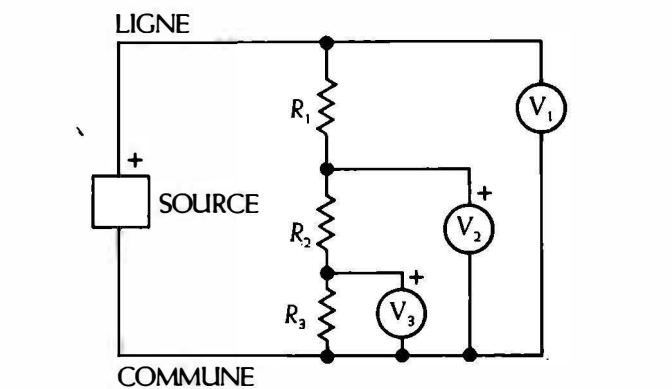 LIGNE
R1
V1
+
+
SOURCE
V2
R2
+
R3
V3
COMMUNE